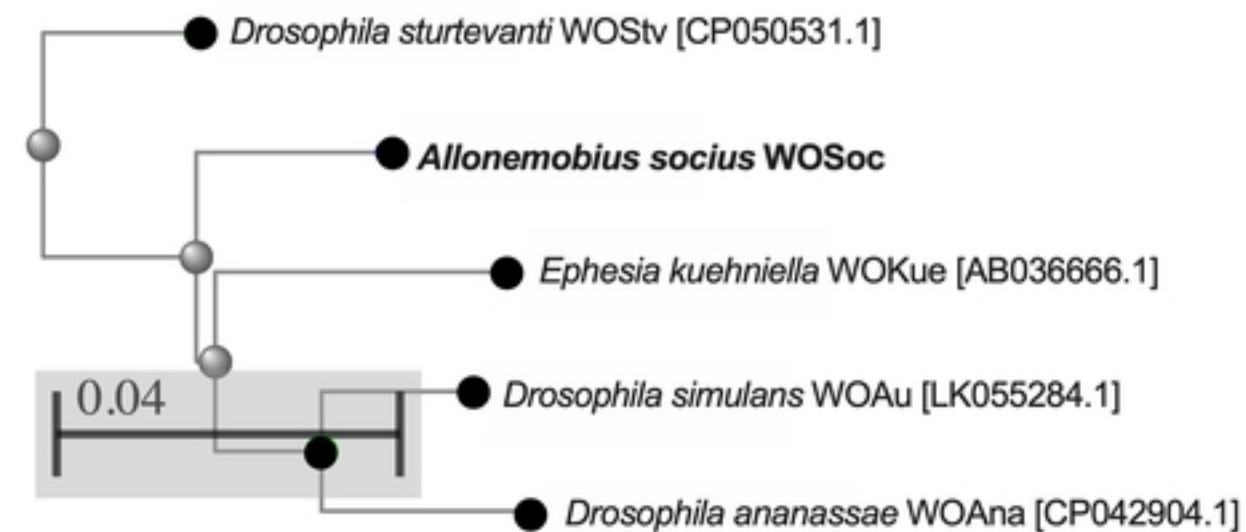 Drosophila sturtevanti WOStv [CP050531.1]
Allonemobius socius WOSoc
Ephesia kuehniella WOKue [AB036666.1]
0.04
Drosophila simulans WOAu [LK055284.1]
Drosophila ananassae WOAna [CP042904.1]